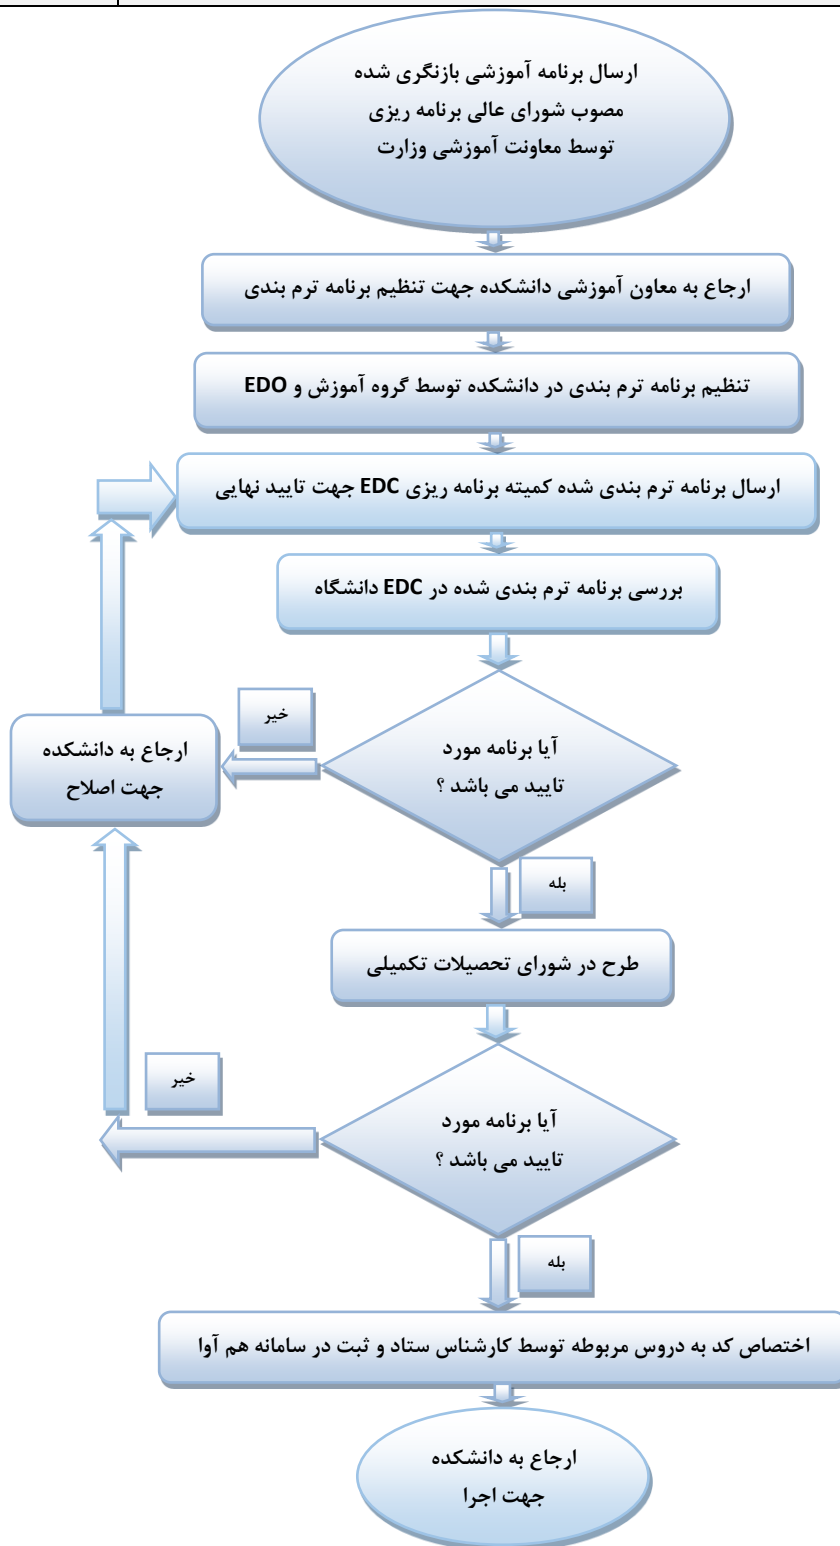 ارسال برنامه آموزشی بازنگری شده
مصوب شورای عالی برنامه ریزی
توسط معاونت آموزشی وزارت
ارجاع به معاون آموزشی دانشکده جهت تنظیم برنامه ترم بندی
تنظیم برنامه ترم بندی در دانشکده توسط گروه آموزش و EDO
ارسال برنامه ترم بندی شده کمیته برنامه ریزی EDC جهت تایید نهایی
بررسی برنامه ترم بندی شده در EDC دانشگاه
آیا برنامه مورد
تایید می باشد ؟
خیر
ارجاع به دانشکده
جهت اصلاح
بله
طرح در شورای تحصیلات تکمیلی
آیا برنامه مورد
تایید می باشد ؟
خیر
بله
اختصاص کد به دروس مربوطه توسط کارشناس ستاد و ثبت در سامانه هم آوا
ارجاع به دانشکده
جهت اجرا